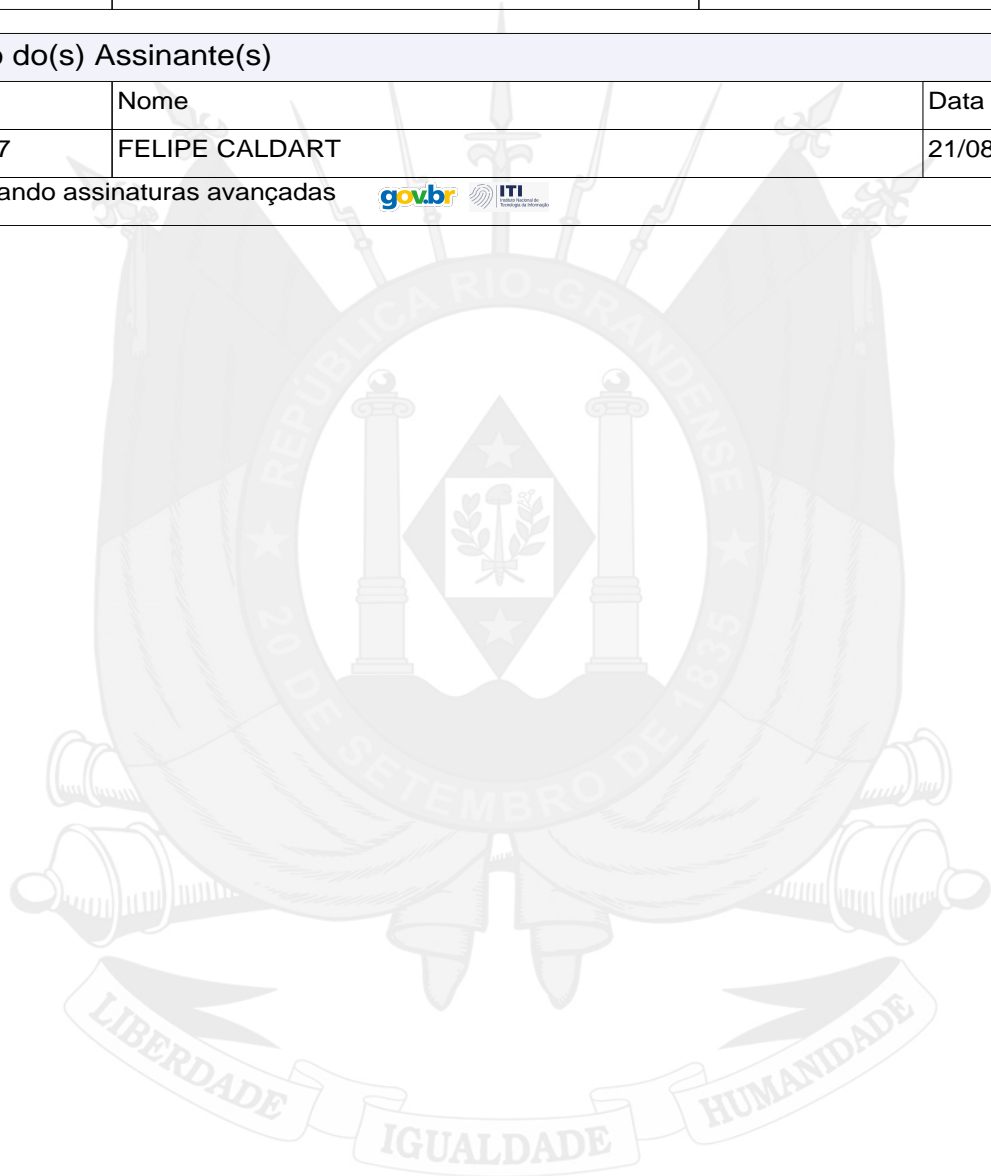 o do(s) Assinante(s)
Nome
Data
7
FELIPE CALDART
21/08
ando assinaturas avançadas
gov.br
ITI
REPÚBLICA RIO-GRANDENSE
20 DE SETEMBRO DE 1835
LIBERDADE
IGUALDADE
HUMANIDADE